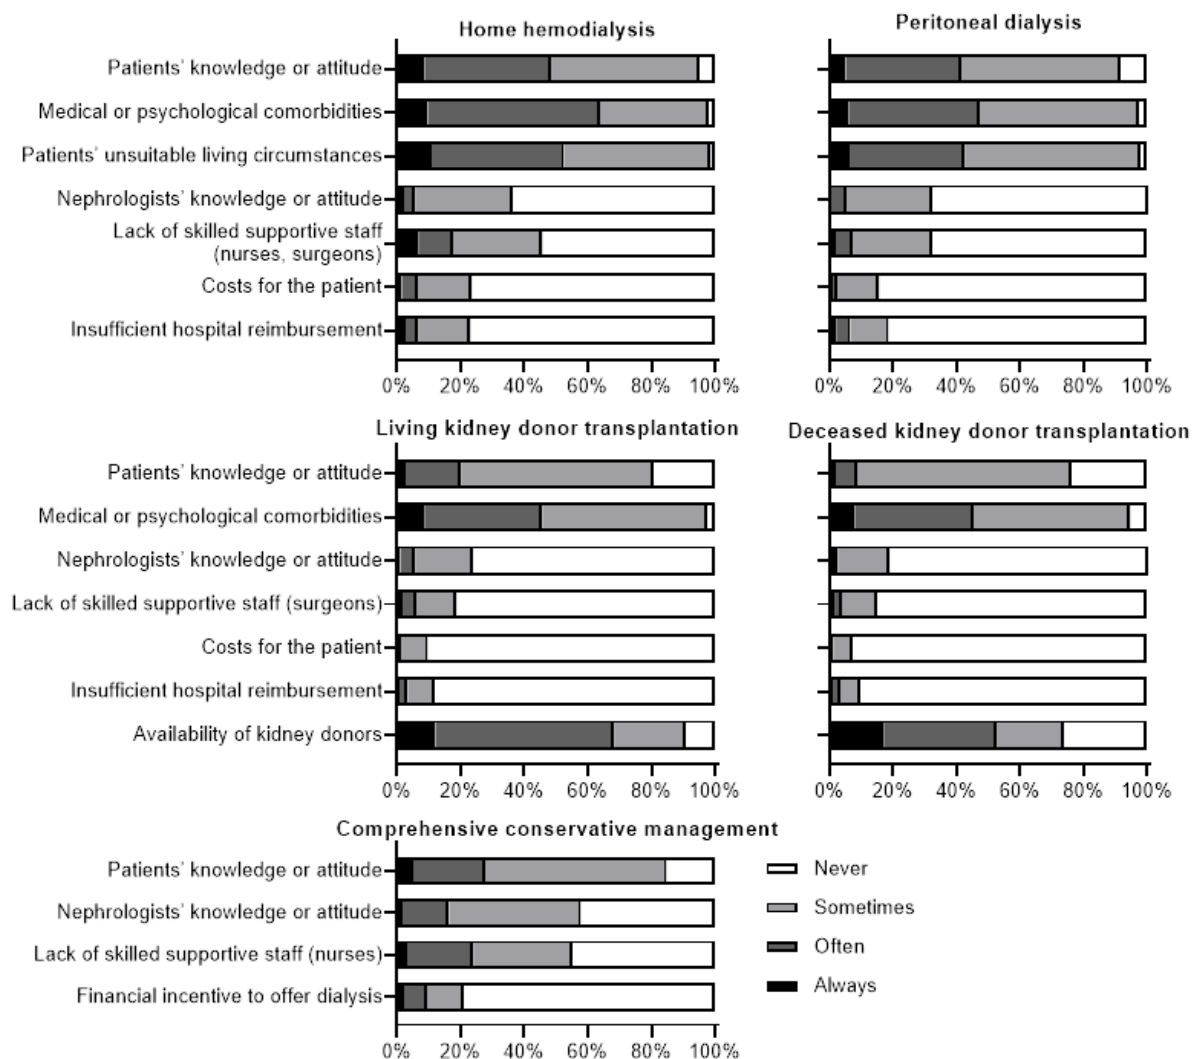 Home hemodialysis
Patients' knowledge or attitude
Medical or psychological comorbidities
Patients' unsuitable living circumstances
Nephrologists' knowledge or attitude
Lack of skilled supportive staff
(nurses, surgeons)
Costs for the patient
Insufficient hospital reimbursement
0% 20% 40% 60% 80% 100%
Peritoneal dialysis
0% 20% 40% 60% 80% 100%
Living kidney donor transplantation
Patients' knowledge or attitude
Medical or psychological comorbidities
Nephrologists' knowledge or attitude
Lack of skilled supportive staff (surgeons)
Costs for the patient
Insufficient hospital reimbursement
Availability of kidney donors
0% 20% 40% 60% 80% 100%
Deceased kidney donor transplantation
0% 20% 40% 60% 80% 100%
Comprehensive conservative management
Patients' knowledge or attitude
Nephrologists' knowledge or attitude
Lack of skilled supportive staff (nurses)
Financial incentive to offer dialysis
0% 20% 40% 60% 80% 100%
Never
Sometimes
Often
Always